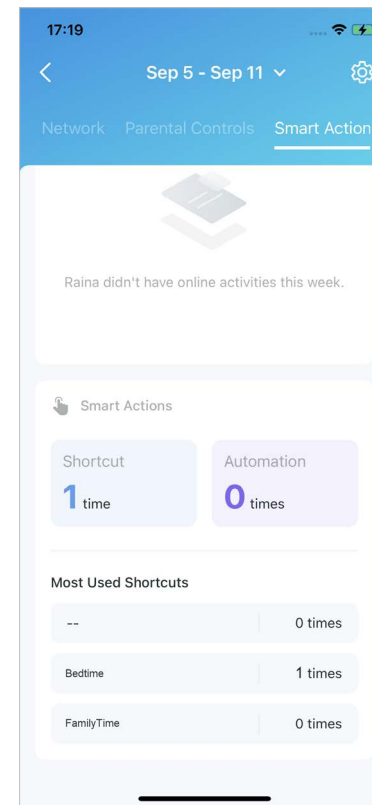 17:19
Sep 5 - Sep 11
Network Parental Controls Smart Action
Raina didn't have online activities this week.
Smart Actions
Shortcut Automation
1 time 0 times
Most Used Shortcuts
-- 0 times
Bedtime 1 times
FamilyTime 0 times